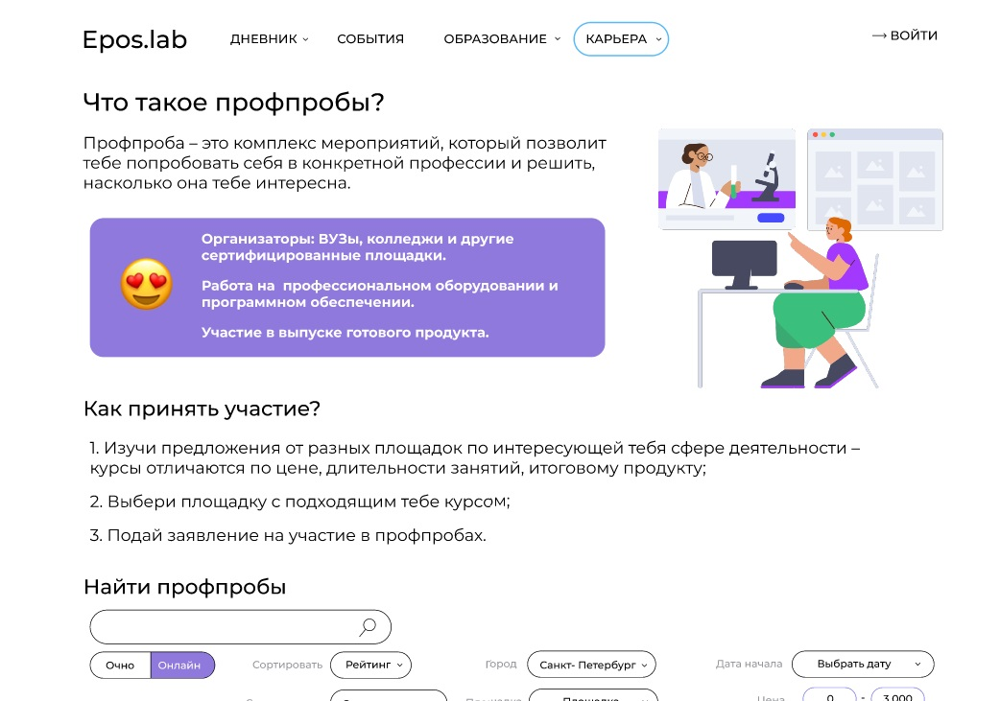 Epos.lab
ДНЕВНИК
СОБЫТИЯ
ОБРАЗОВАНИЕ
КАРЬЕРА
ВОЙТИ
Что такое профпробы?
Профпроба – это комплекс мероприятий, который позволит
тебе попробовать себя в конкретной профессии и решить,
насколько она тебе интересна.
Организаторы: ВУЗы, колледжи и другие
сертифицированные площадки.
Работа на профессиональном оборудовании и
программном обеспечении.
Участие в выпуске готового продукта.
Как принять участие?
1. Изучи предложения от разных площадок по интересующей тебя сфере деятельности –
курсы отличаются по цене, длительности занятий, итоговому продукту;
2. Выбери площадку с подходящим тебе курсом;
3. Подай заявление на участие в профпробах.
Найти профпробы
Очно
Онлайн
Сортировать
Рейтинг
Город
Санкт- Петербург
Дата начала
Выбрать дату
Площадка
Площадка
Цена
0
-
3 000